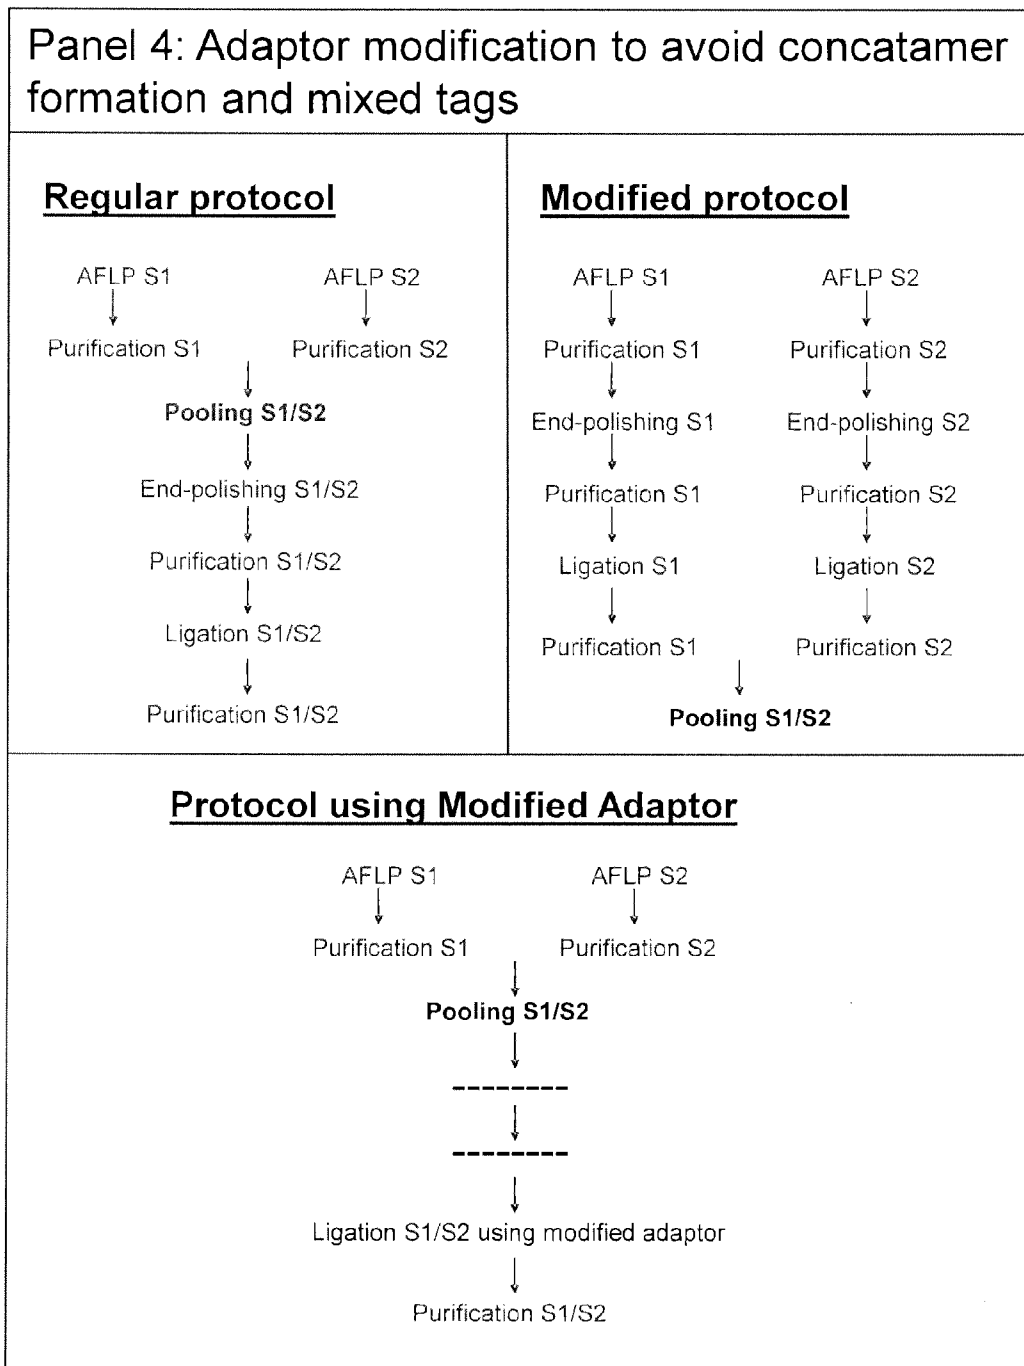 Panel 4: Adaptor modification to avoid concatamer
formation and mixed tags
Regular protocol
AFLP S1
AFLP S2
Purification S1
Purification S2
Pooling S1/S2
End-polishing S1/S2
Purification S1/S2
Ligation S1/S2
Purification S1/S2
Modified protocol
AFLP S1
AFLP S2
Purification S1
Purification S2
End-polishing S1
End-polishing S2
Purification S1
Purification S2
Ligation S1
Ligation S2
Purification S1
Purification S2
Pooling S1/S2
Protocol using Modified Adaptor
AFLP S1
AFLP S2
Purification S1
Purification S2
Pooling S1/S2
--------
--------
Ligation S1/S2 using modified adaptor
Purification S1/S2